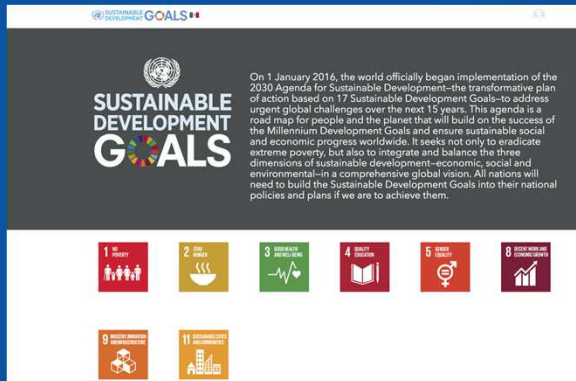 SUSTAINABLE
DEVELOPMENT GOALS
SUSTAINABLE
DEVELOPMENT
GOALS
On 1 January 2016, the world officially began implementation of the
2030 Agenda for Sustainable Development—the transformative plan
of action based on 17 Sustainable Development Goals—to address
urgent global challenges over the next 15 years. This agenda is a
road map for people and the planet that will build on the success of
the Millennium Development Goals and ensure sustainable social
and economic progress worldwide. It seeks not only to eradicate
extreme poverty, but also to integrate and balance the three
dimensions of sustainable development—economic, social and
environmental—in a comprehensive global vision. All nations will
need to build the Sustainable Development Goals into their national
policies and plans if we are to achieve them.
1 NO
POVERTY
2 ZERO
HUNGER
3 GOOD HEALTH
AND WELL-BEING
4 QUALITY
EDUCATION
5 GENDER
EQUALITY
8 DECENT WORK AND
ECONOMIC GROWTH
9 INDUSTRY, INNOVATION
AND INFRASTRUCTURE
11 SUSTAINABLE CITIES
AND COMMUNITIES